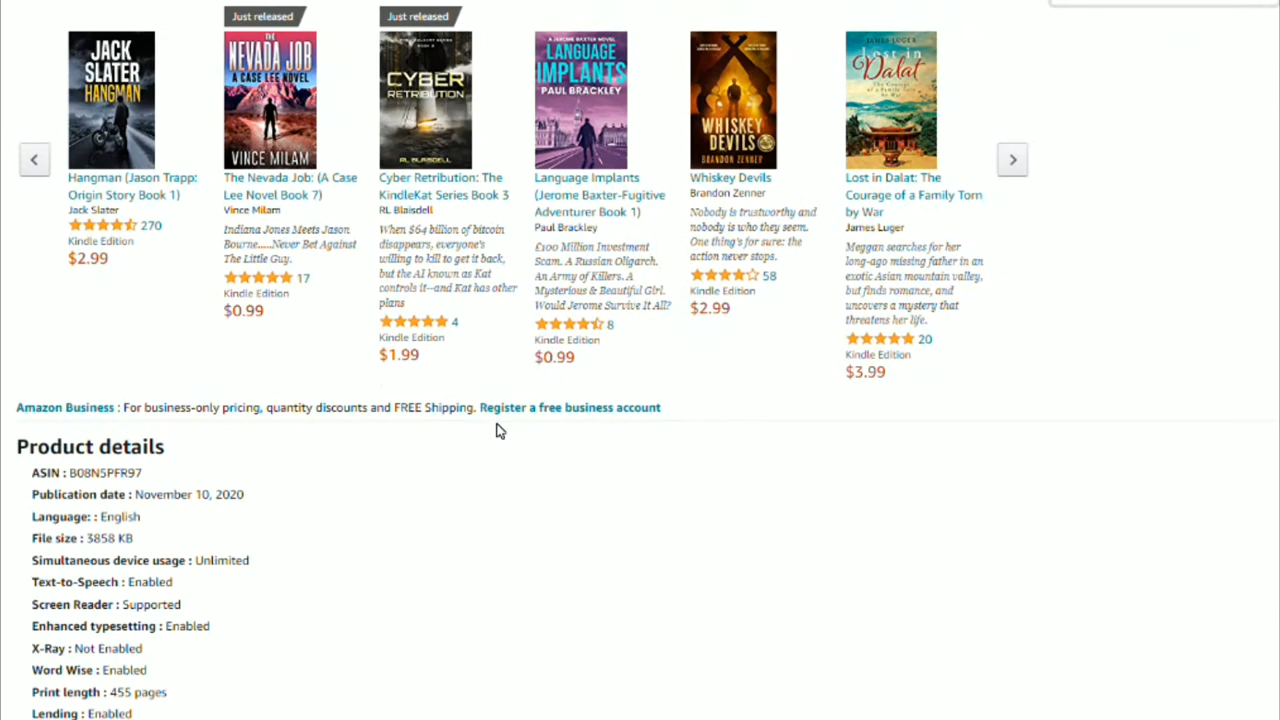 Just released
Just released
JACK
SLATER
HANGMAN
THE
NEVADA JOB
A CASE LEE NOVEL
VINCE MILAM
CYBER
RETRIBUTION
RL BLAISDELL
A JEROME BAXTER NOVEL
LANGUAGE
IMPLANTS
PAUL BRACKLEY
WHISKEY
DEVILS
BRANDON ZENNER
JAMES LUGER
Lost in
Dalat
The Courage
of a Family Torn
by War
Hangman (Jason Trapp:
Origin Story Book 1)
Jack Slater
270
Kindle Edition
$2.99
The Nevada Job: (A Case
Lee Novel Book 7)
Vince Milam
Indiana Jones Meets Jason
Bourne.....Never Bet Against
The Little Guy.
17
Kindle Edition
$0.99
Cyber Retribution: The
KindleKat Series Book 3
RL Blaisdell
When $64 billion of bitcoin
disappears, everyone's
willing to kill to get it back,
but the AI known as Kat
controls it--and Kat has other
plans
4
Kindle Edition
$1.99
Language Implants
(Jerome Baxter-Fugitive
Adventurer Book 1)
Paul Brackley
£100 Million Investment
Scam. A Russian Oligarch.
An Army of Killers. A
Mysterious & Beautiful Girl.
Would Jerome Survive It All?
8
Kindle Edition
$0.99
Whiskey Devils
Brandon Zenner
Nobody is trustworthy and
nobody is who they seem.
One thing's for sure: the
action never stops.
58
Kindle Edition
$2.99
Lost in Dalat: The
Courage of a Family Torn
by War
James Luger
Meggan searches for her
long-ago missing father in an
exotic Asian mountain valley,
but finds romance, and
uncovers a mystery that
threatens her life.
20
Kindle Edition
$3.99
Amazon Business : For business-only pricing, quantity discounts and FREE Shipping. Register a free business account
Product details
ASIN : B08N5PFR97
Publication date : November 10, 2020
Language: : English
File size : 3858 KB
Simultaneous device usage : Unlimited
Text-to-Speech : Enabled
Screen Reader : Supported
Enhanced typesetting : Enabled
X-Ray : Not Enabled
Word Wise : Enabled
Print length : 455 pages
Lending : Enabled